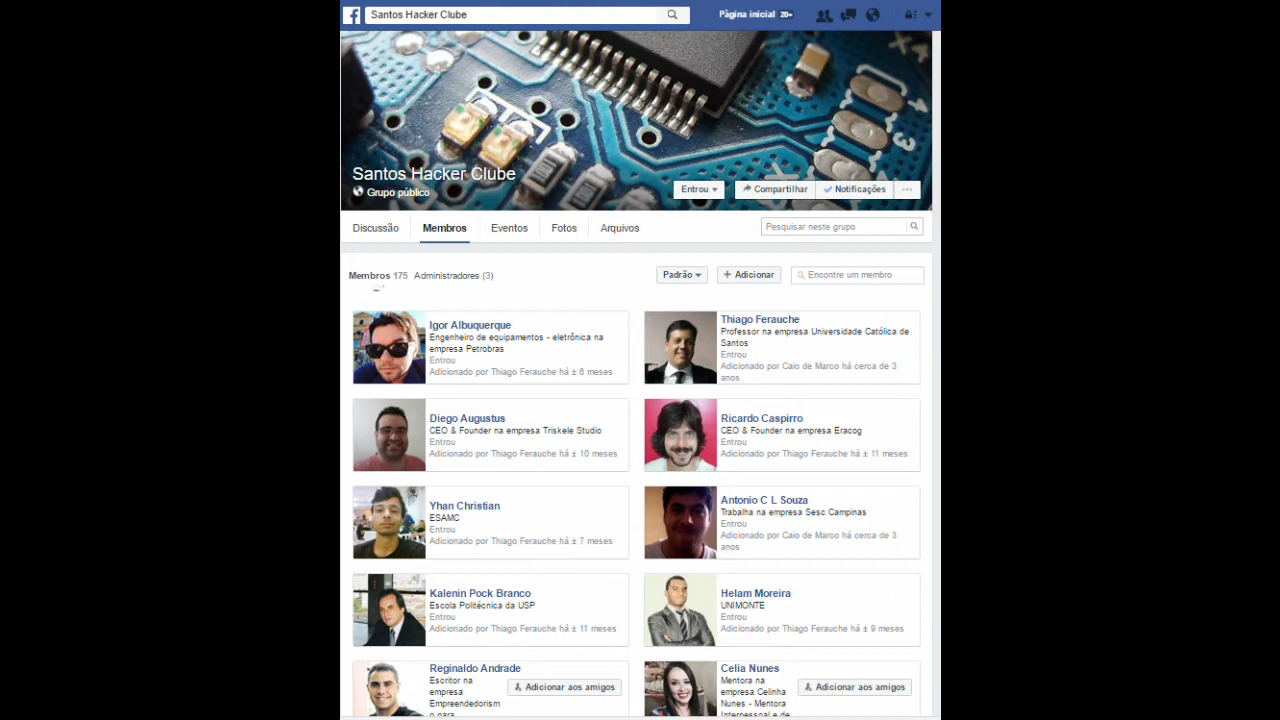 Santos Hacker Clube
Página inicial 20+
Santos Hacker Clube
Grupo público
Entrou
Compartilhar
Notificações
Discussão
Membros
Eventos
Fotos
Arquivos
Pesquisar neste grupo
Membros 175 Administradores (3)
Padrão
+ Adicionar
Encontre um membro
Igor Albuquerque
Engenheiro de equipamentos - eletrônica na
empresa Petrobras
Entrou
Adicionado por Thiago Ferauche há ± 6 meses
Thiago Ferauche
Professor na empresa Universidade Católica de
Santos
Entrou
Adicionado por Caio de Marco há cerca de 3
anos
Diego Augustus
CEO & Founder na empresa Triskele Studio
Entrou
Adicionado por Thiago Ferauche há ± 10 meses
Ricardo Caspirro
CEO & Founder na empresa Eracog
Entrou
Adicionado por Thiago Ferauche há ± 11 meses
Yhan Christian
ESAMC
Entrou
Adicionado por Thiago Ferauche há ± 7 meses
Antonio C L Souza
Trabalha na empresa Sesc Campinas
Entrou
Adicionado por Caio de Marco há cerca de 3
anos
Kalenin Pock Branco
Escola Politécnica da USP
Entrou
Adicionado por Thiago Ferauche há ± 11 meses
Helam Moreira
UNIMONTE
Entrou
Adicionado por Thiago Ferauche há ± 9 meses
Reginaldo Andrade
Escritor na
empresa
Empreendedorism
o para
Adicionar aos amigos
Celia Nunes
Mentora na
empresa Celinha
Nunes - Mentora
Interpessoal e de
Adicionar aos amigos